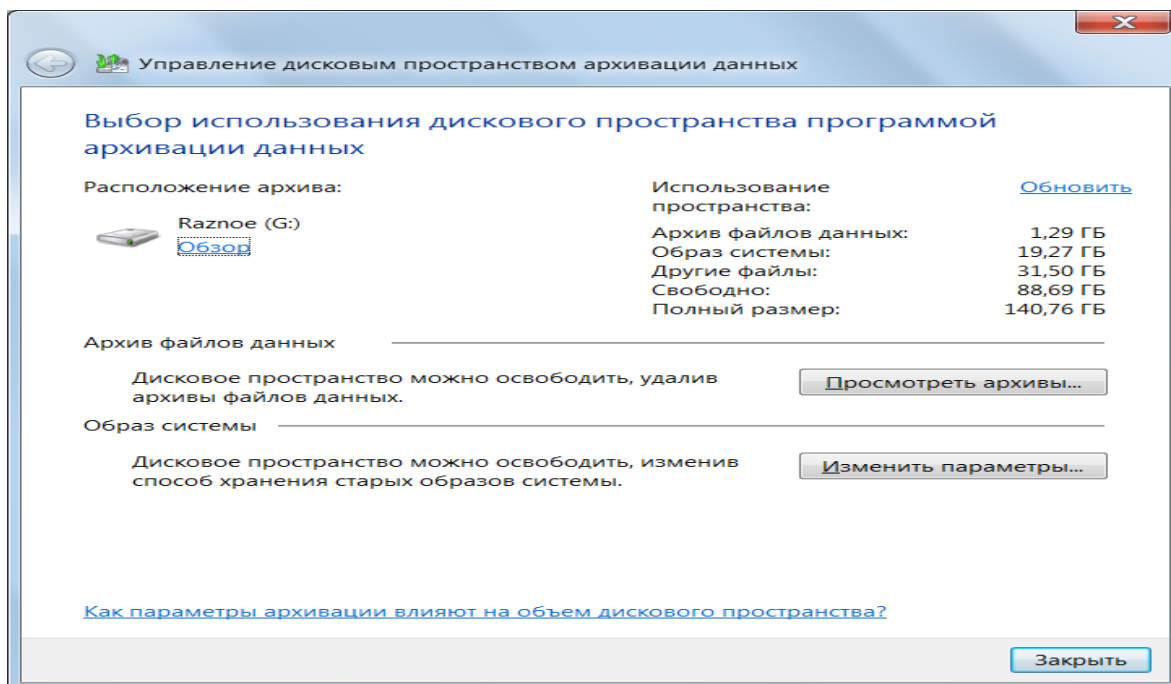 Управление дисковым пространством архивации данных
Выбор использования дискового пространства программой
архивации данных
Расположение архива:
Raznoe (G:)
Обзор
Использование
пространства:
Обновить
Архив файлов данных: 1,29 ГБ
Образ системы: 19,27 ГБ
Другие файлы: 31,50 ГБ
Свободно: 88,69 ГБ
Полный размер: 140,76 ГБ
Архив файлов данных
Дисковое пространство можно освободить, удалив
архивы файлов данных.
Просмотреть архивы...
Образ системы
Дисковое пространство можно освободить, изменив
способ хранения старых образов системы.
Изменить параметры...
Как параметры архивации влияют на объем дискового пространства?
Закрыть